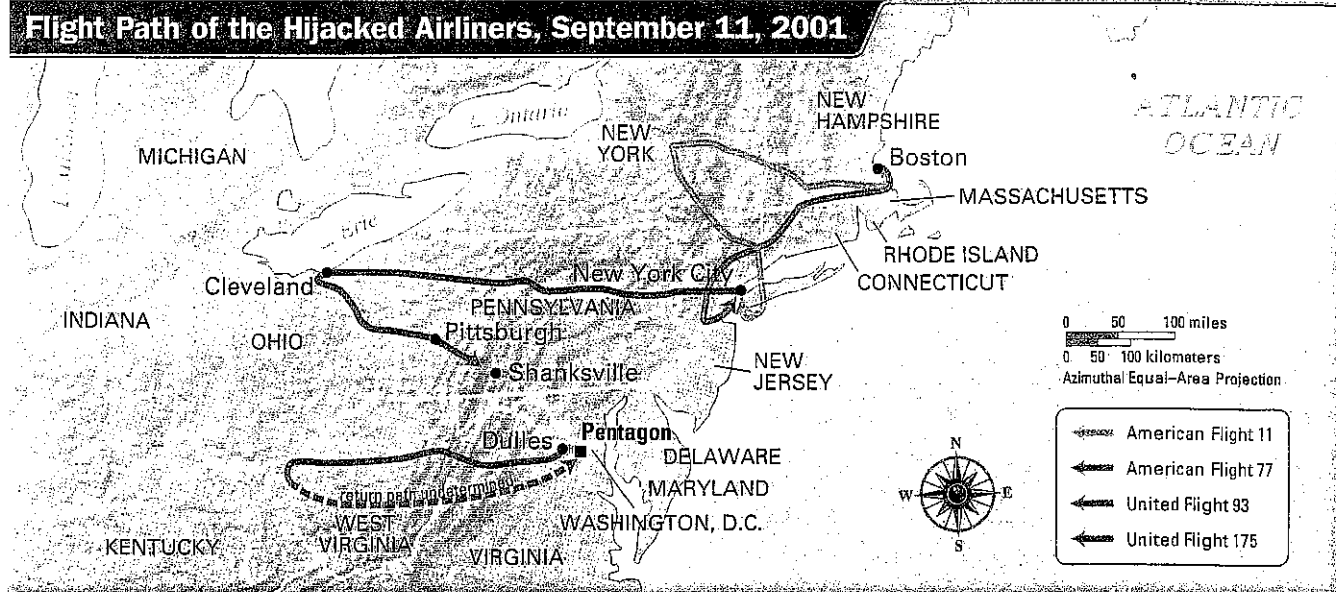 Flight Path of the Hijacked Airliners, September 11, 2001
ATLANTIC
OCEAN
NEW
HAMPSHIRE
L. Ontario
NEW
YORK
MICHIGAN
Boston
MASSACHUSETTS
Erie
RHODE ISLAND
CONNECTICUT
Cleveland
New York City
PENNSYLVANIA
INDIANA
OHIO
Pittsburgh
Shanksville
NEW
JERSEY
0 50 100 miles
0 50 100 kilometers
Azimuthal Equal-Area Projection
Dulles
Pentagon
DELAWARE
MARYLAND
return path undetermined
WASHINGTON, D.C.
WEST
VIRGINIA
KENTUCKY
VIRGINIA
N
W E
S
American Flight 11
American Flight 77
United Flight 93
United Flight 175